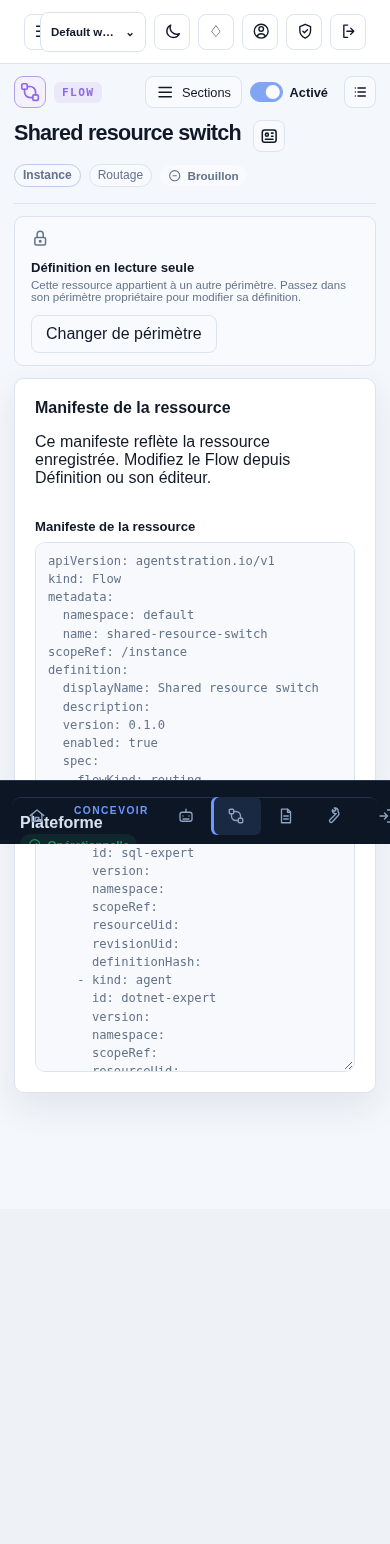 Default w...
FLOW
Sections
Activé
Shared resource switch
Instance
Routage
Brouillon
Définition en lecture seule
Cette ressource appartient à un autre périmètre. Passez dans
son périmètre propriétaire pour modifier sa définition.
Changer de périmètre
Manifeste de la ressource
Ce manifeste reflète la ressource
enregistrée. Modifiez le Flow depuis
Définition ou son éditeur.
Manifeste de la ressource
apiVersion: agentstration.io/v1
kind: Flow
metadata:
  namespace: default
  name: shared-resource-switch
scopeRef: /instance
definition:
  displayName: Shared resource switch
  description:
  version: 0.1.0
  enabled: true
  spec:
    flowKind: routing
CONCEVOIR
Plateforme
Opérationnelle
      id: sql-expert
      version:
      namespace:
      scopeRef:
      resourceUid:
      revisionUid:
      definitionHash:
    - kind: agent
      id: dotnet-expert
      version:
      namespace:
      scopeRef:
      resourceUid: